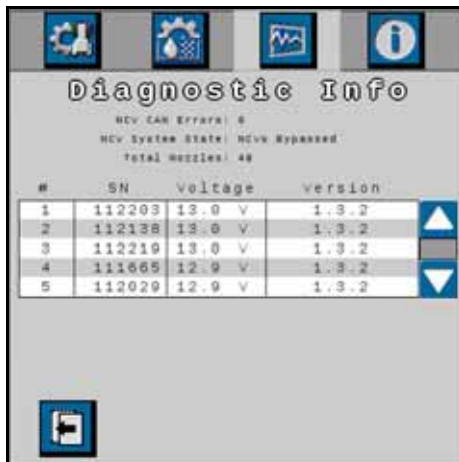 Diagnostic Info
NCv CAN Errors: 0
NCv System State: NCvs Bypassed
Total Nozzles: 48
# SN Voltage Version
1 112203 13.0 V 1.3.2
2 112138 13.0 V 1.3.2
3 112219 13.0 V 1.3.2
4 111665 12.9 V 1.3.2
5 112029 12.9 V 1.3.2